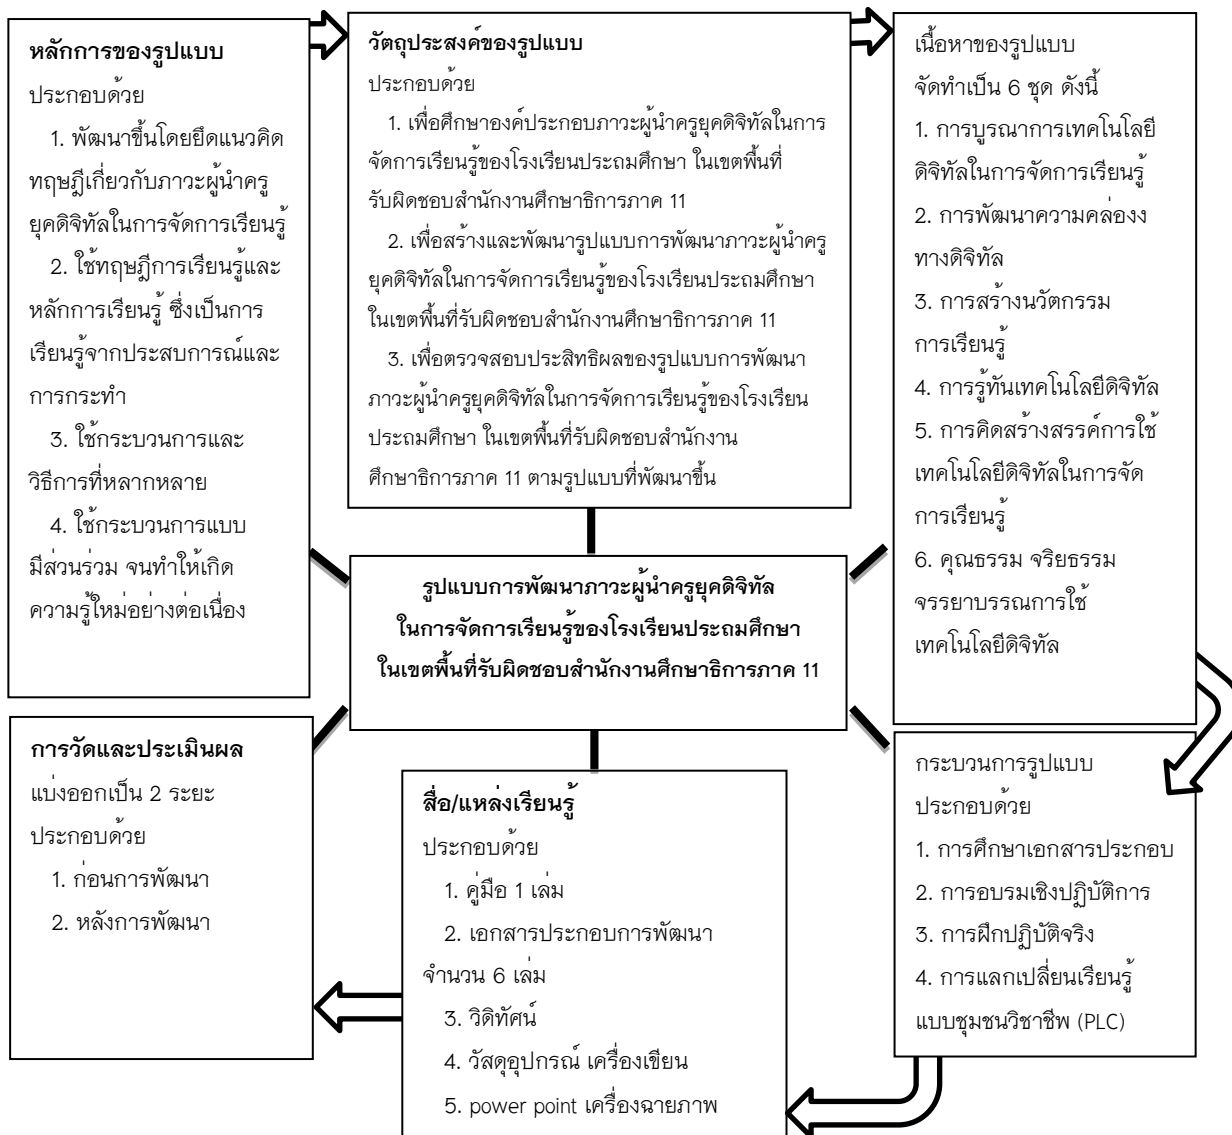 หลักการของรูปแบบ
ประกอบด้วย
1. พัฒนาขึ้นโดยยึดแนวคิด
ทฤษฎีเกี่ยวกับภาวะผู้นำครู
ยุคดิจิทัลในการจัดการเรียนรู้
2. ใช้ทฤษฎีการเรียนรู้และ
หลักการเรียนรู้ ซึ่งเป็นการ
เรียนรู้จากประสบการณ์และ
การกระทำ
3. ใช้กระบวนการและ
วิธีการที่หลากหลาย
4. ใช้กระบวนการแบบ
มีส่วนร่วม จนทำให้เกิด
ความรู้ใหม่อย่างต่อเนื่อง
วัตถุประสงค์ของรูปแบบ
ประกอบด้วย
1. เพื่อศึกษาองค์ประกอบภาวะผู้นำครูยุคดิจิทัลในการ
จัดการเรียนรู้ของโรงเรียนประถมศึกษา ในเขตพื้นที่
รับผิดชอบสำนักงานศึกษาธิการภาค 11
2. เพื่อสร้างและพัฒนารูปแบบการพัฒนาภาวะผู้นำครู
ยุคดิจิทัลในการจัดการเรียนรู้ของโรงเรียนประถมศึกษา
ในเขตพื้นที่รับผิดชอบสำนักงานศึกษาธิการภาค 11
3. เพื่อตรวจสอบประสิทธิผลของรูปแบบการพัฒนา
ภาวะผู้นำครูยุคดิจิทัลในการจัดการเรียนรู้ของโรงเรียน
ประถมศึกษา ในเขตพื้นที่รับผิดชอบสำนักงาน
ศึกษาธิการภาค 11 ตามรูปแบบที่พัฒนาขึ้น
เนื้อหาของรูปแบบ
จัดทำเป็น 6 ชุด ดังนี้
1. การบูรณาการเทคโนโลยี
ดิจิทัลในการจัดการเรียนรู้
2. การพัฒนาความคล่องง
ทางดิจิทัล
3. การสร้างนวัตกรรม
การเรียนรู้
4. การรู้ทันเทคโนโลยีดิจิทัล
5. การคิดสร้างสรรค์การใช้
เทคโนโลยีดิจิทัลในการจัด
การเรียนรู้
6. คุณธรรม จริยธรรม
จรรยาบรรณการใช้
เทคโนโลยีดิจิทัล
รูปแบบการพัฒนาภาวะผู้นำครูยุคดิจิทัล
ในการจัดการเรียนรู้ของโรงเรียนประถมศึกษา
ในเขตพื้นที่รับผิดชอบสำนักงานศึกษาธิการภาค 11
การวัดและประเมินผล
แบ่งออกเป็น 2 ระยะ
ประกอบด้วย
1. ก่อนการพัฒนา
2. หลังการพัฒนา
สื่อ/แหล่งเรียนรู้
ประกอบด้วย
1. คู่มือ 1 เล่ม
2. เอกสารประกอบการพัฒนา
จำนวน 6 เล่ม
3. วิดิทัศน์
4. วัสดุอุปกรณ์ เครื่องเขียน
5. power point เครื่องฉายภาพ
กระบวนการรูปแบบ
ประกอบด้วย
1. การศึกษาเอกสารประกอบ
2. การอบรมเชิงปฏิบัติการ
3. การฝึกปฏิบัติจริง
4. การแลกเปลี่ยนเรียนรู้
แบบชุมชนวิชาชีพ (PLC)